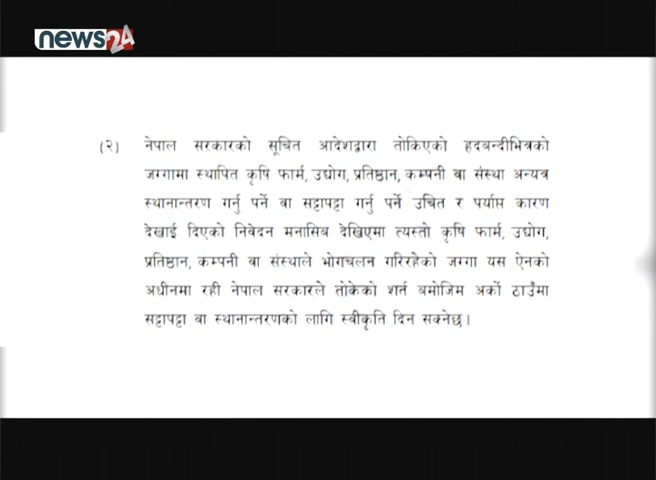 news24
(२) नेपाल सरकारको सूचित आदेशद्वारा तोकिएको हदबन्दीभित्रको
जग्गामा स्थापित कृषि फार्म, उद्योग, प्रतिष्ठान, कम्पनी वा संस्था अन्यत्र
स्थानान्तरण गर्नु पर्ने वा सट्टापट्टा गर्नु पर्ने उचित र पर्याप्त कारण
देखाई दिएको निवेदन मनासिब देखिएमा त्यस्तो कृषि फार्म, उद्योग,
प्रतिष्ठान, कम्पनी वा संस्थाले भोगचलन गरिरहेको जग्गा यस ऐनको
अधीनमा रही नेपाल सरकारले तोकेको शर्त बमोजिम अर्को ठाउँमा
सट्टापट्टा वा स्थानान्तरणको लागि स्वीकृति दिन सक्नेछ।